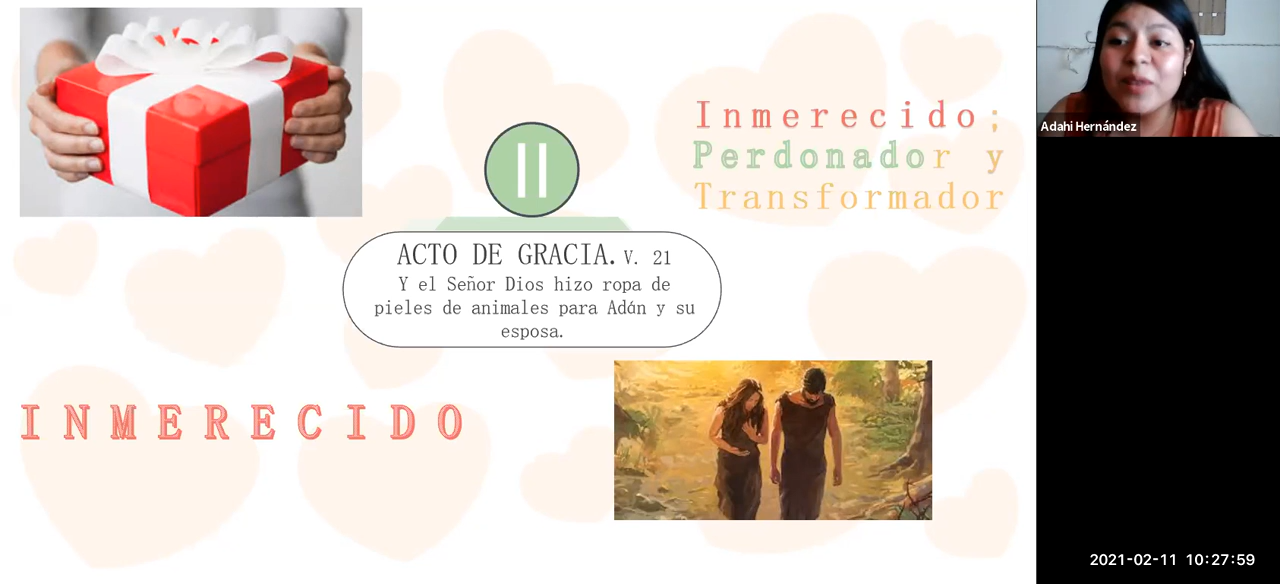 Inmerecido;
Perdonador y
Transformador
Adahi Hernández
II
ACTO DE GRACIA. V. 21
Y el Señor Dios hizo ropa de
pieles de animales para Adán y su
esposa.
INMERECIDO
2021-02-11 10:27:59